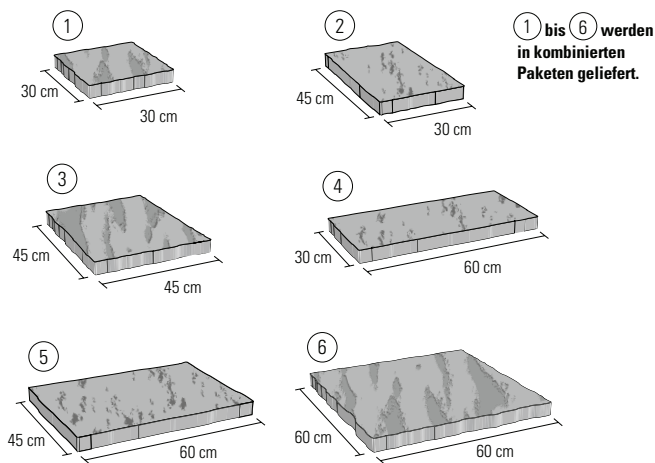 1
30 cm
30 cm
2
45 cm
30 cm
1 bis 6 werden
in kombinierten
Paketen geliefert.
3
45 cm
45 cm
4
30 cm
60 cm
5
45 cm
60 cm
6
60 cm
60 cm